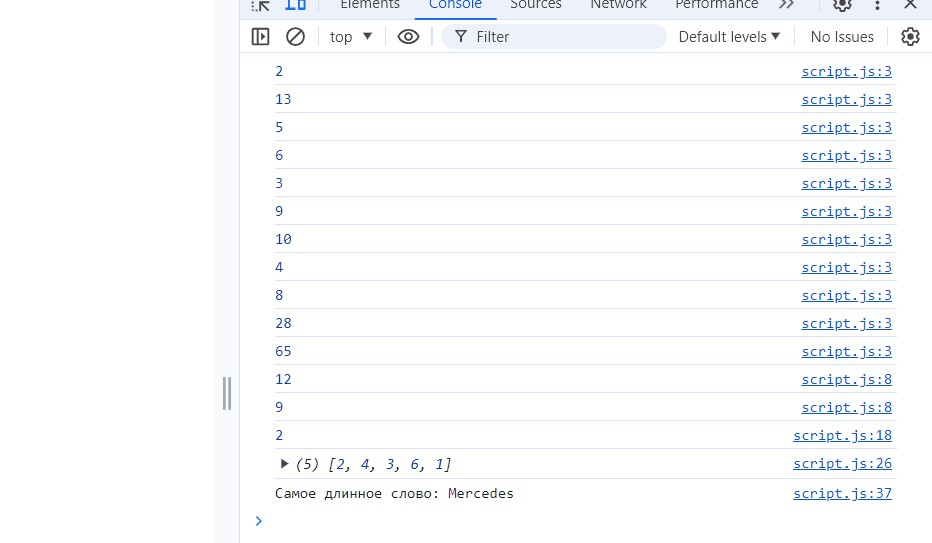 Elements Console Sources Network Performance
top Filter Default levels No Issues
2 script.js:3
13 script.js:3
5 script.js:3
6 script.js:3
3 script.js:3
9 script.js:3
10 script.js:3
4 script.js:3
8 script.js:3
28 script.js:3
65 script.js:3
12 script.js:8
9 script.js:8
2 script.js:18
(5) [2, 4, 3, 6, 1] script.js:26
Самое длинное слово: Mercedes script.js:37